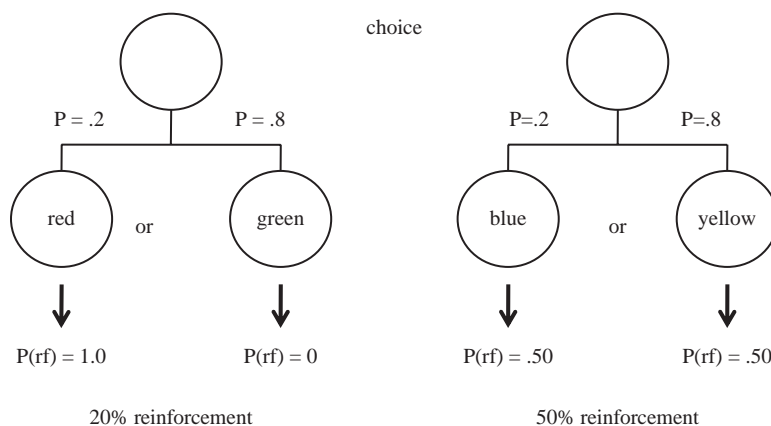 choice
P = .2 P = .8 P=.2 P=.8
red or green blue or yellow
P(rf) = 1.0 P(rf) = 0 P(rf) = .50 P(rf) = .50
20% reinforcement 50% reinforcement